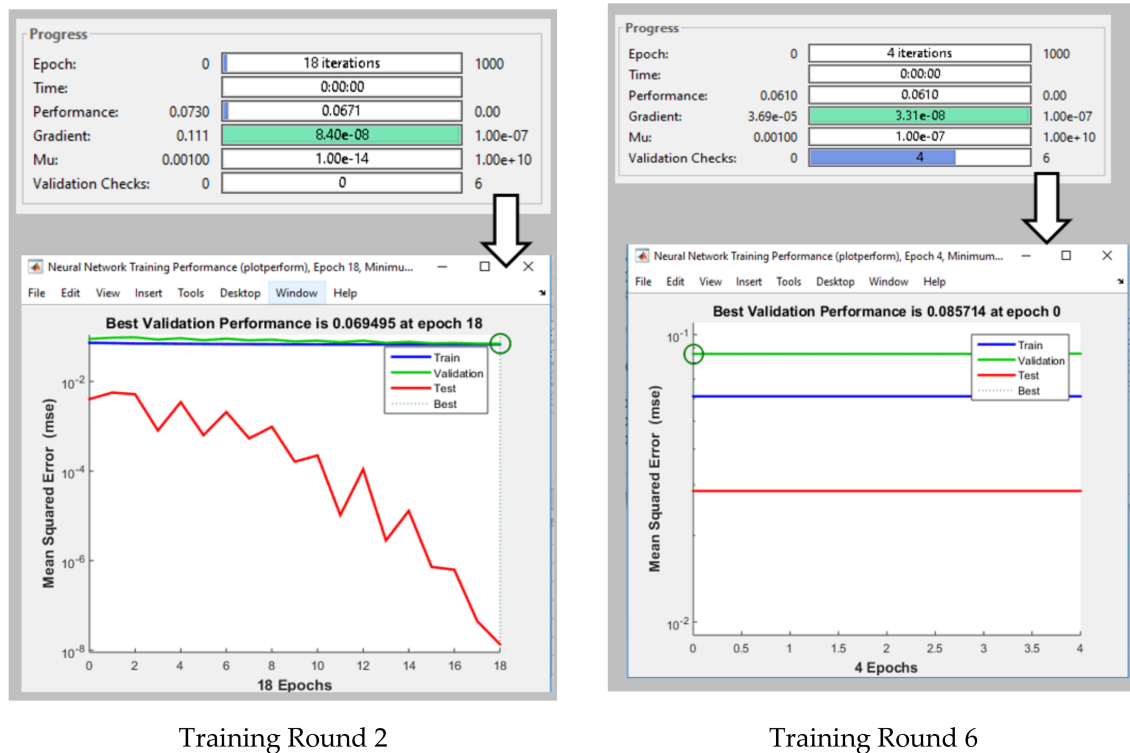 Progress
Epoch: 0 18 iterations 1000
Time: 0:00:00
Performance: 0.0730 0.0671 0.00
Gradient: 0.111 8.40e-08 1.00e-07
Mu: 0.00100 1.00e-14 1.00e+10
Validation Checks: 0 0 6
Neural Network Training Performance (plotperform), Epoch 18, Minimu...
File Edit View Insert Tools Desktop Window Help
Best Validation Performance is 0.069495 at epoch 18
Train
Validation
Test
Best
Mean Squared Error (mse)
10-2
10-4
10-6
10-8
0 2 4 6 8 10 12 14 16 18
18 Epochs
Training Round 2
Progress
Epoch: 0 4 iterations 1000
Time: 0:00:00
Performance: 0.0610 0.0610 0.00
Gradient: 3.69e-05 3.31e-08 1.00e-07
Mu: 0.00100 1.00e-07 1.00e+10
Validation Checks: 0 4 6
Neural Network Training Performance (plotperform), Epoch 4, Minimum...
File Edit View Insert Tools Desktop Window Help
Best Validation Performance is 0.085714 at epoch 0
Train
Validation
Test
Best
Mean Squared Error (mse)
10-1
10-2
0 0.5 1 1.5 2 2.5 3 3.5 4
4 Epochs
Training Round 6